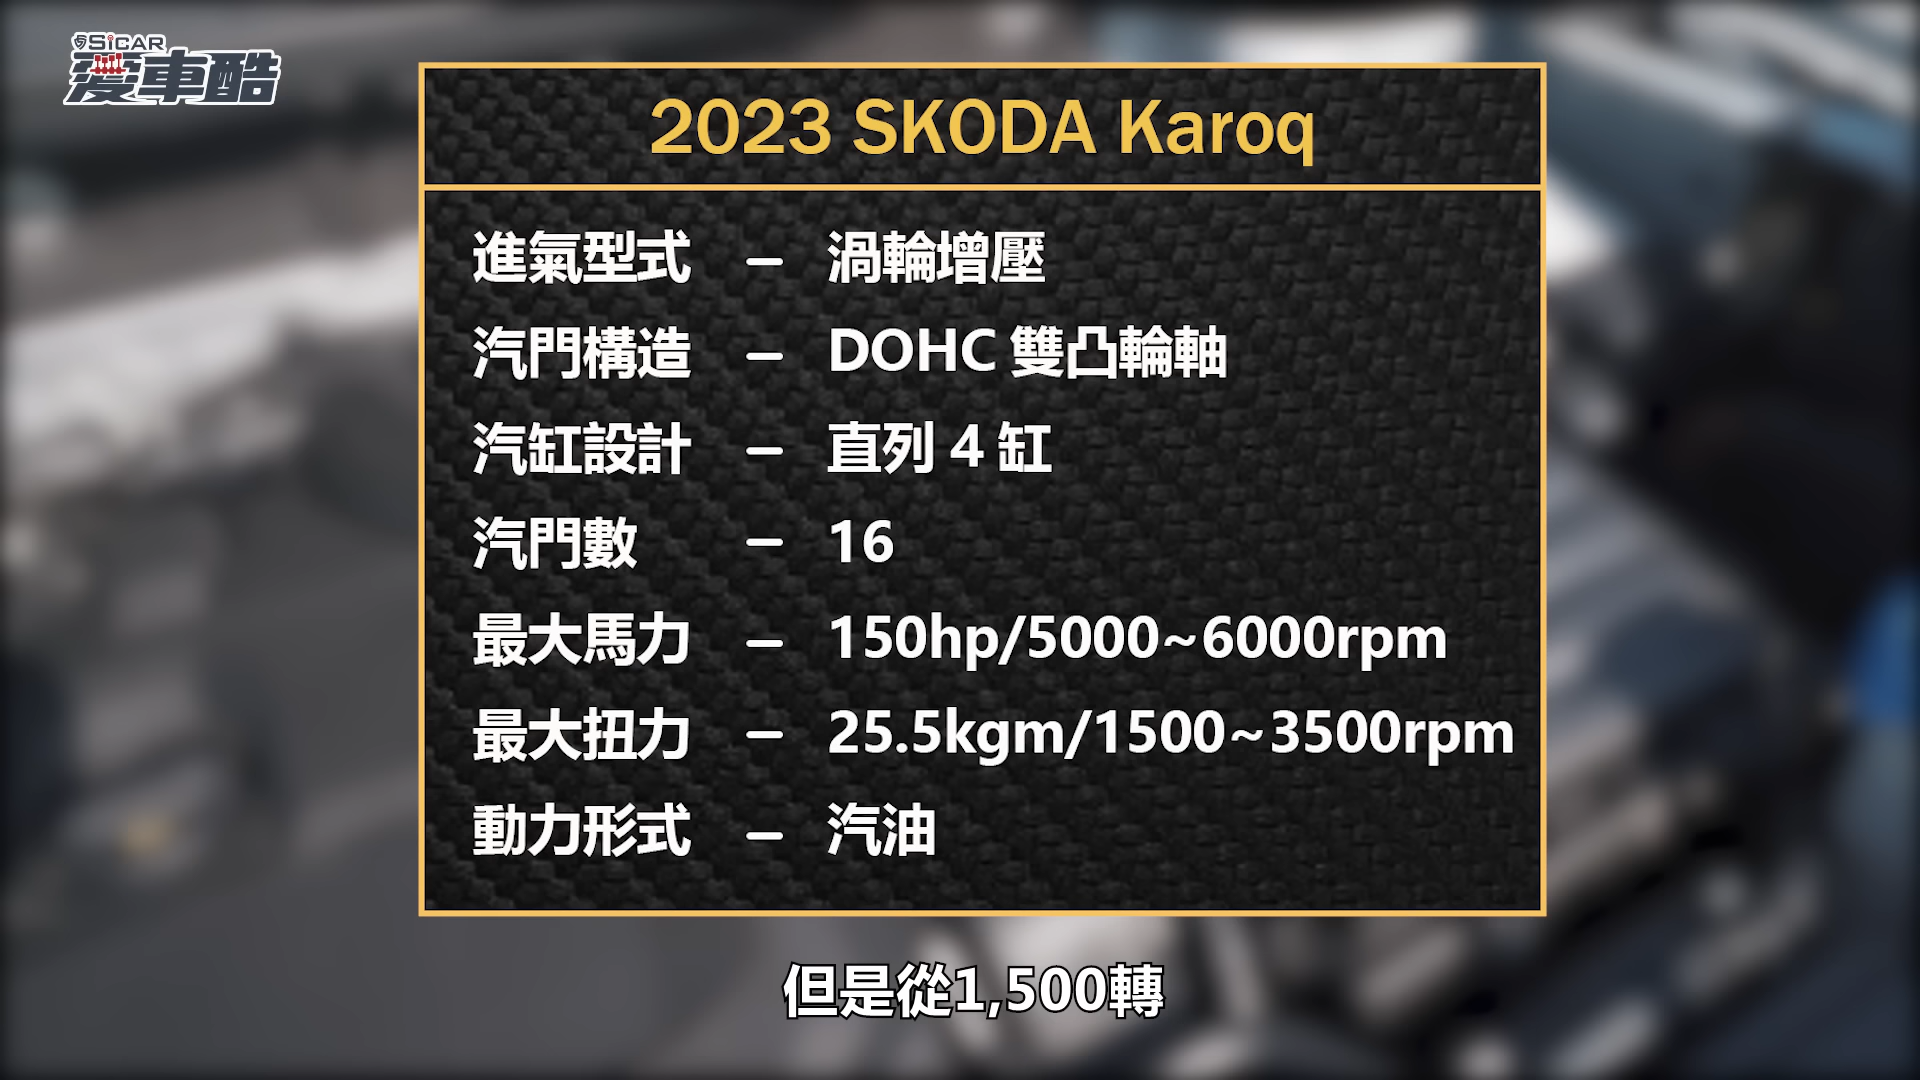 SiCAR
愛車酷
2023 SKODA Karoq
進氣型式 – 渦輪增壓
汽門構造 – DOHC 雙凸輪軸
汽缸設計 – 直列 4 缸
汽門數 – 16
最大馬力 – 150hp/5000~6000rpm
最大扭力 – 25.5kgm/1500~3500rpm
動力形式 – 汽油
但是從1,500轉